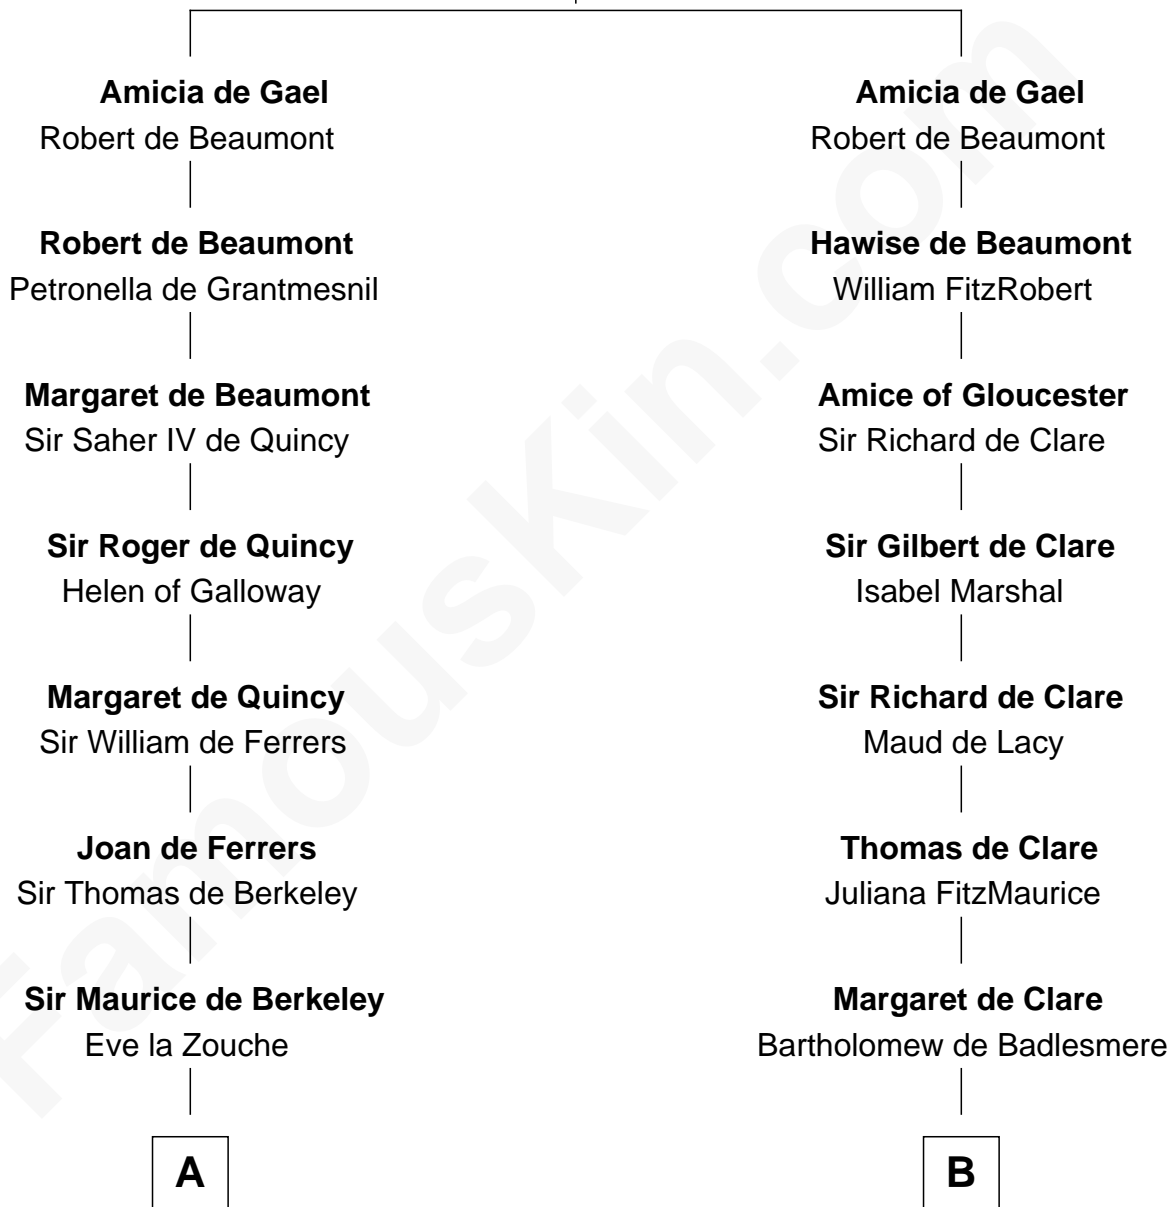 Amicia de Gael
Robert de Beaumont
Robert de Beaumont
Petronella de Grantmesnil
Margaret de Beaumont
Sir Saher IV de Quincy
Sir Roger de Quincy
Helen of Galloway
Margaret de Quincy
Sir William de Ferrers
Joan de Ferrers
Sir Thomas de Berkeley
Sir Maurice de Berkeley
Eve la Zouche
A
Amicia de Gael
Robert de Beaumont
Hawise de Beaumont
William FitzRobert
Amice of Gloucester
Sir Richard de Clare
Sir Gilbert de Clare
Isabel Marshal
Sir Richard de Clare
Maud de Lacy
Thomas de Clare
Juliana FitzMaurice
Margaret de Clare
Bartholomew de Badlesmere
B
FamousKin.com